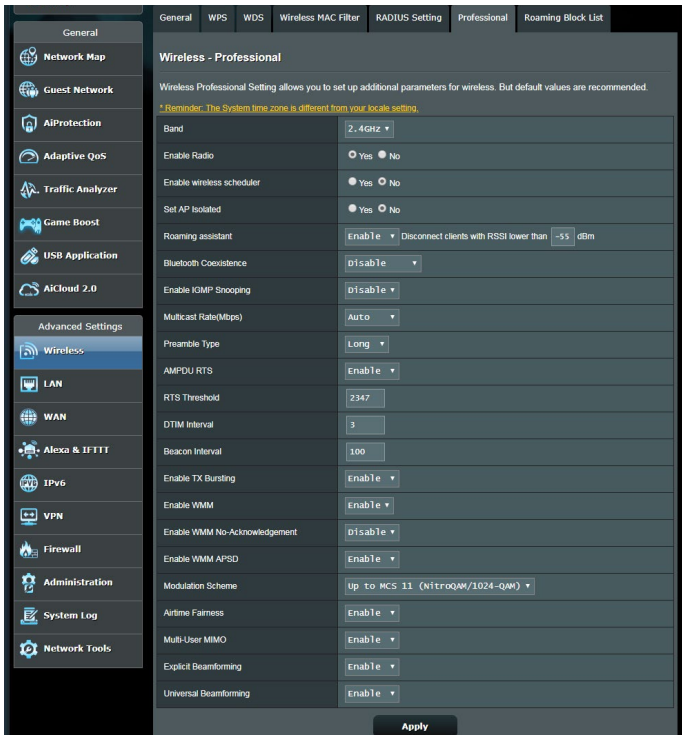 General WPS WDS Wireless MAC Filter RADIUS Setting Professional Roaming Block List
General
Network Map
Guest Network
AiProtection
Adaptive QoS
Traffic Analyzer
Game Boost
USB Application
AiCloud 2.0
Advanced Settings
Wireless
LAN
WAN
Alexa & IFTTT
IPv6
VPN
Firewall
Administration
System Log
Network Tools
Wireless - Professional
Wireless Professional Setting allows you to set up additional parameters for wireless. But default values are recommended.
* Reminder: The System time zone is different from your locale setting.
Band 2.4GHz
Enable Radio Yes No
Enable wireless scheduler Yes No
Set AP Isolated Yes No
Roaming assistant Enable Disconnect clients with RSSI lower than -55 dBm
Bluetooth Coexistence Disable
Enable IGMP Snooping Disable
Multicast Rate(Mbps) Auto
Preamble Type Long
AMPDU RTS Enable
RTS Threshold 2347
DTIM Interval 3
Beacon Interval 100
Enable TX Bursting Enable
Enable WMM Enable
Enable WMM No-Acknowledgement Disable
Enable WMM APSD Enable
Modulation Scheme Up to MCS 11 (NitroQAM/1024-QAM)
Airtime Fairness Enable
Multi-User MIMO Enable
Explicit Beamforming Enable
Universal Beamforming Enable
Apply